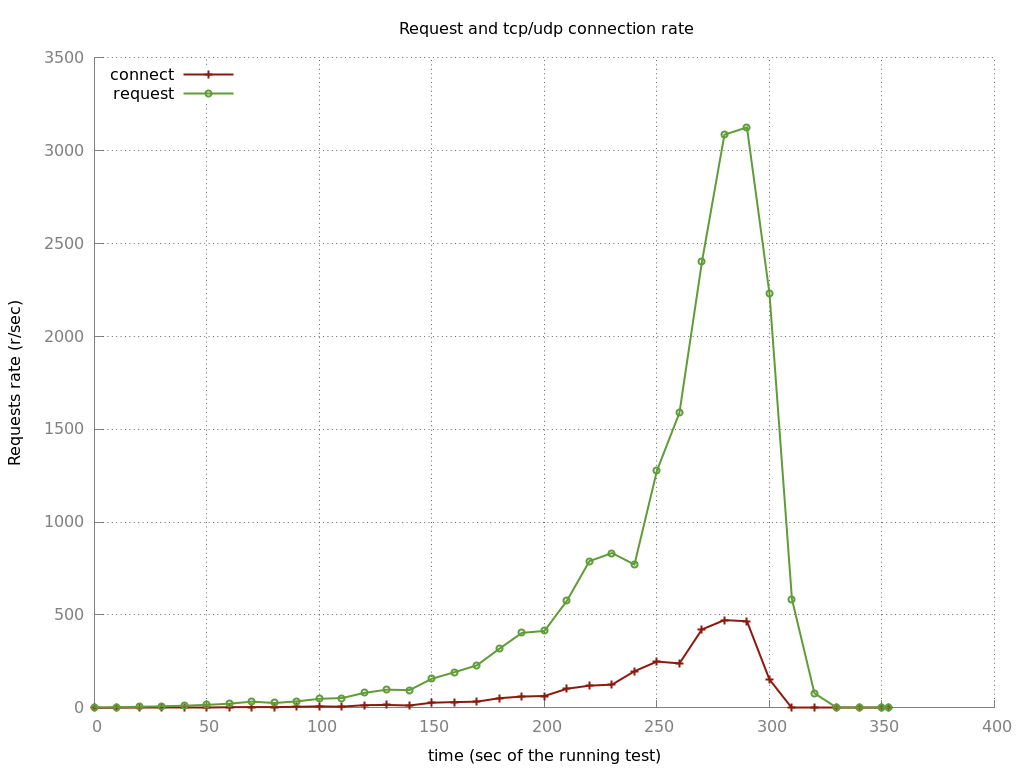 Request and tcp/udp connection rate
3500
connect
request
3000
2500
2000
1500
1000
500
0
Requests rate (r/sec)
0 50 100 150 200 250 300 350 400
time (sec of the running test)